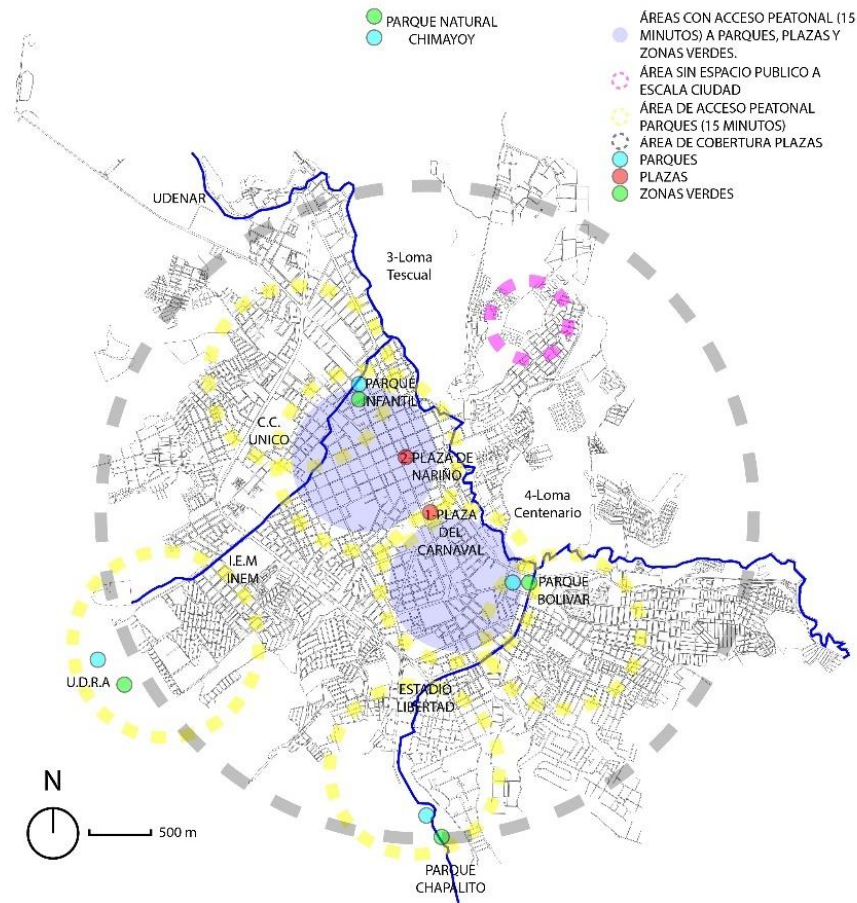 PARQUE NATURAL
CHIMAYOY
ÁREAS CON ACCESO PEATONAL (15
MINUTOS) A PARQUES, PLAZAS Y
ZONAS VERDES.
ÁREA SIN ESPACIO PUBLICO A
ESCALA CIUDAD
ÁREA DE ACCESO PEATONAL
PARQUES (15 MINUTOS)
ÁREA DE COBERTURA PLAZAS
PARQUES
PLAZAS
ZONAS VERDES
UDENAR
3-Loma
Tescual
PARQUE
INFANTIL
C.C.
UNICO
2.PLAZA DE
NARIÑO
1-PLAZA
DEL
CARNAVAL
4-Loma
Centenario
I.E.M
INEM
PARQUE
BOLIVAR
U.D.R.A
ESTADIO
LIBERTAD
N
500 m
PARQUE
CHAPALITO